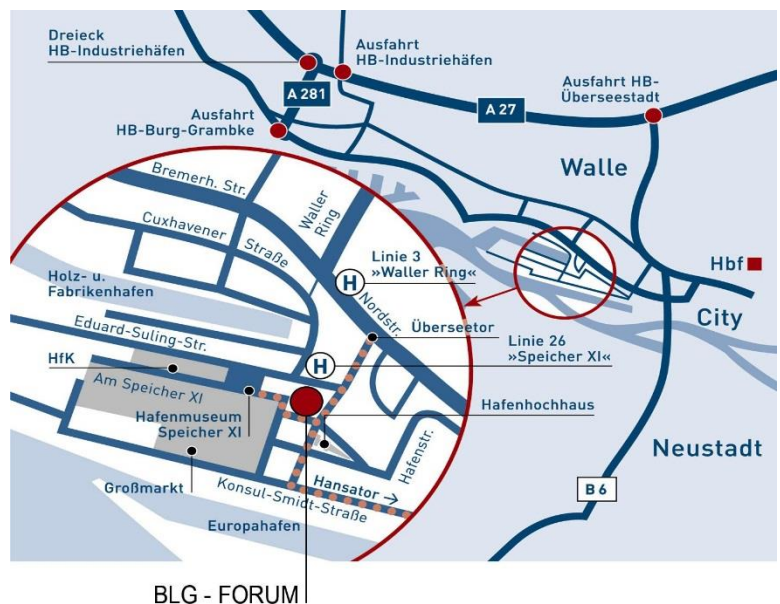 Dreieck
HB-Industriehäfen
Ausfahrt
HB-Industriehäfen
Ausfahrt HB-
Überseestadt
A 281
A 27
Ausfahrt
HB-Burg-Grambke
Walle
Bremerh. Str.
Waller
Ring
Cuxhavener
Straße
Linie 3
»Waller Ring«
Hbf
H
Nordstr.
Holz- u.
Fabrikenhafen
Überseetor
City
Eduard-Suling-Str.
Linie 26
»Speicher XI«
HfK
H
Am Speicher XI
Hafenmuseum
Speicher XI
Hafenhochhaus
Neustadt
Hafenstr.
Großmarkt
Konsul-Smidt-Straße
Hansator →
B 6
Europahafen
BLG - FORUM